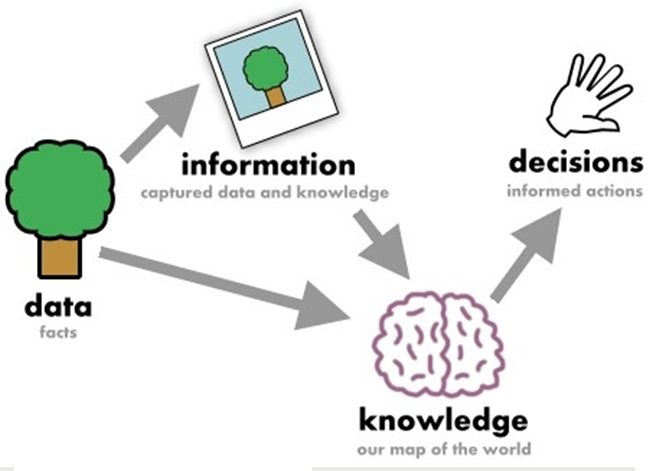 information
captured data and knowledge
decisions
informed actions
data
facts
knowledge
our map of the world